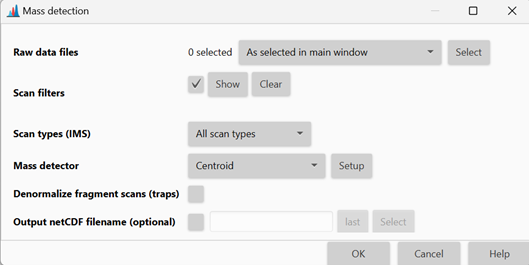 Mass detection
Raw data files 0 selected As selected in main window Select
Scan filters Show Clear
Scan types (IMS) All scan types
Mass detector Centroid Setup
Denormalize fragment scans (traps)
Output netCDF filename (optional) last Select
OK Cancel Help